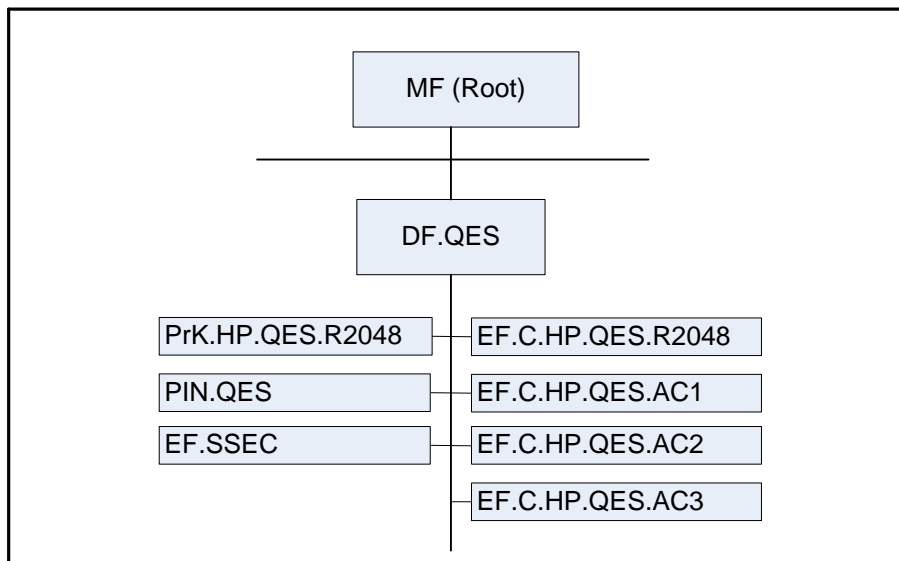 MF (Root)
DF.QES
PrK.HP.QES.R2048
EF.C.HP.QES.R2048
PIN.QES
EF.C.HP.QES.AC1
EF.SSEC
EF.C.HP.QES.AC2
EF.C.HP.QES.AC3